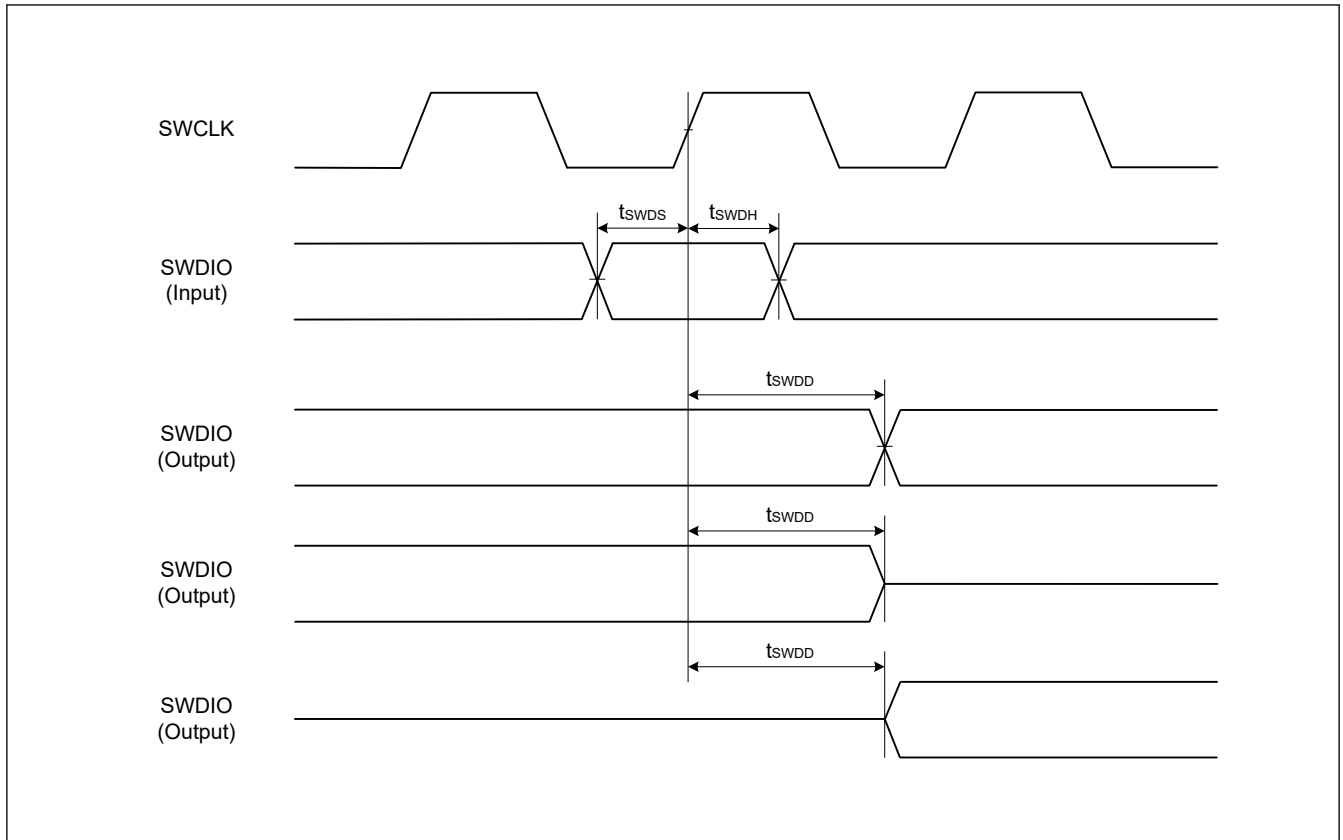 SWCLK
tSWDS
tSWDH
SWDIO
(Input)
tSWDD
SWDIO
(Output)
tSWDD
SWDIO
(Output)
tSWDD
SWDIO
(Output)